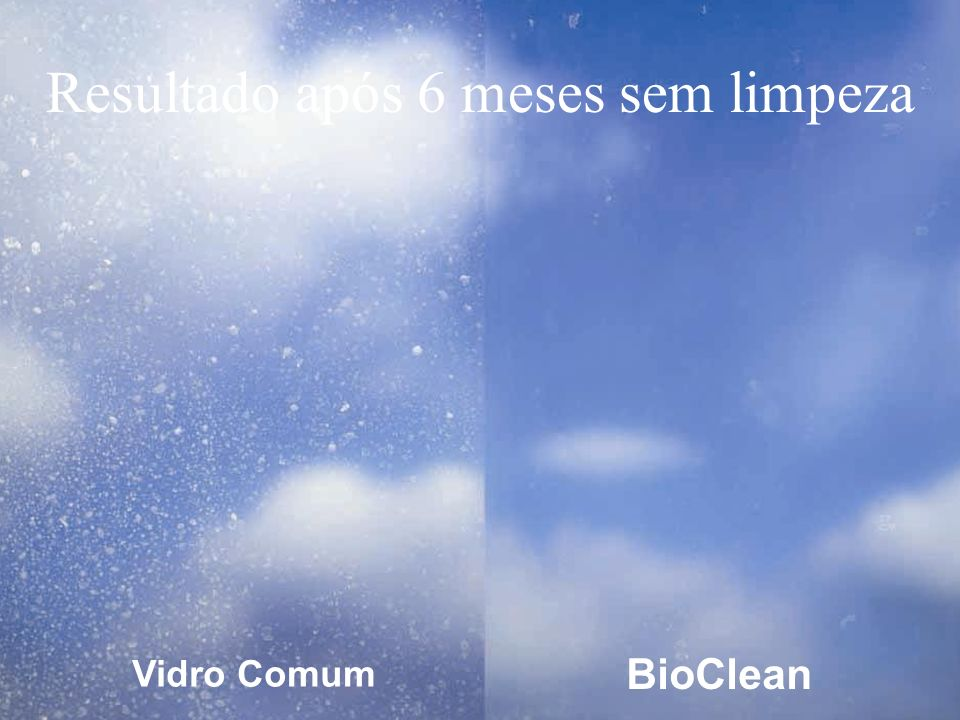 Resultado após 6 meses sem limpeza
Vidro Comum
BioClean